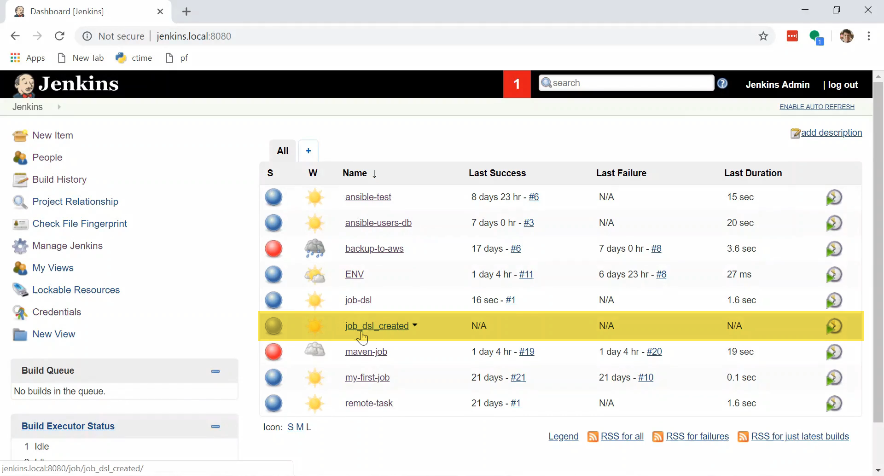 Dashboard [Jenkins]
Not secure | jenkins.local:8080
Apps New Tab ctime pf
Jenkins 1 search Jenkins Admin | log out
Jenkins ENABLE AUTO REFRESH
add description
New Item
People
Build History
Project Relationship
Check File Fingerprint
Manage Jenkins
My Views
Lockable Resources
Credentials
New View
Build Queue
No builds in the queue.
Build Executor Status
1 Idle
All +
S W Name ↓ Last Success Last Failure Last Duration
ansible-test 8 days 23 hr - #6 N/A 15 sec
ansible-users-db 7 days 0 hr - #3 N/A 20 sec
backup-to-aws 17 days - #6 7 days 0 hr - #8 3.6 sec
ENV 1 day 4 hr - #11 6 days 23 hr - #8 27 ms
job-dsl 16 sec - #1 N/A 1.6 sec
job_dsl_created N/A N/A N/A
maven-job 1 day 4 hr - #19 1 day 4 hr - #20 19 sec
my-first-job 21 days - #21 21 days - #10 0.1 sec
remote-task 21 days - #1 N/A 1.6 sec
Icon: S M L
Legend RSS for all RSS for failures RSS for just latest builds
jenkins.local:8080/job/job_dsl_created/